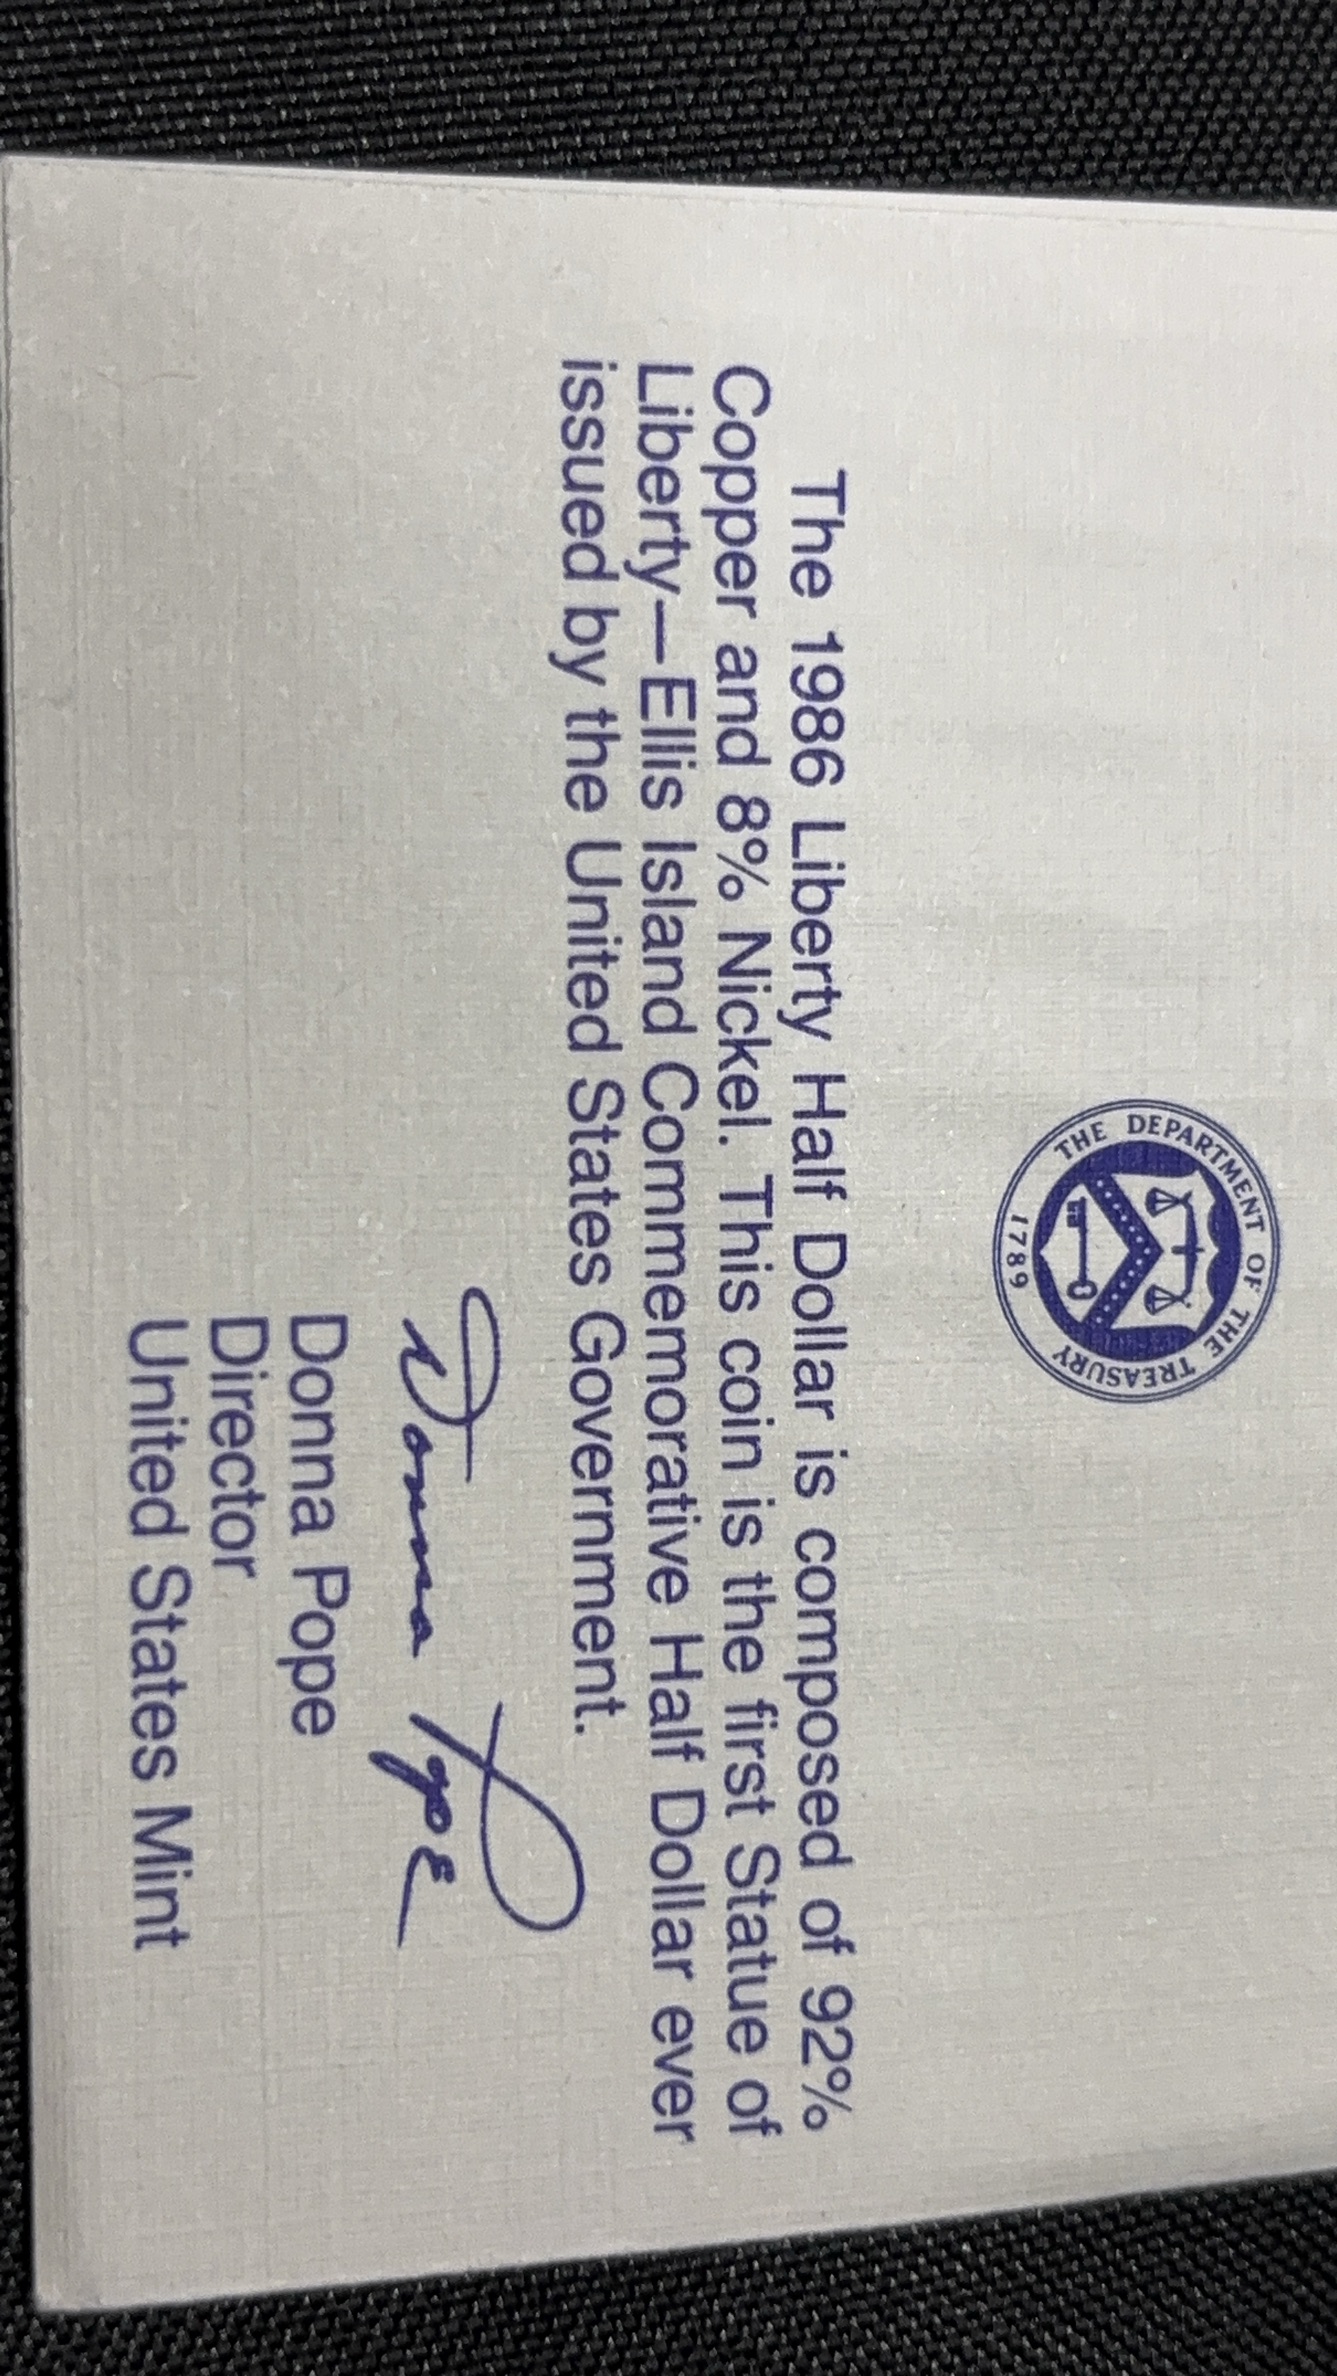 THE DEPARTMENT OF THE TREASURY
1789
The 1986 Liberty Half Dollar is composed of 92%
Copper and 8% Nickel. This coin is the first Statue of
Liberty—Ellis Island Commemorative Half Dollar ever
issued by the United States Government.
Donna Pope
Donna Pope
Director
United States Mint